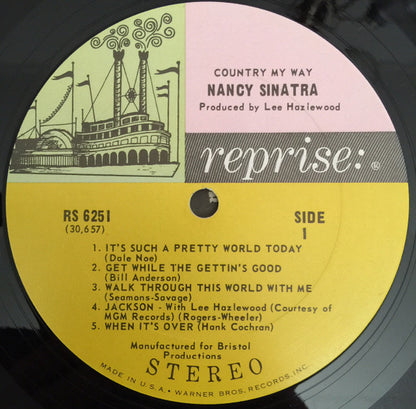 COUNTRY MY WAY
NANCY SINATRA
Produced by Lee Hazlewood
reprise:®
RS 6251
(30,657)
SIDE
1
1. IT'S SUCH A PRETTY WORLD TODAY
(Dale Noe)
2. GET WHILE THE GETTIN'S GOOD
(Bill Anderson)
3. WALK THROUGH THIS WORLD WITH ME
(Seamons-Savage)
4. JACKSON - With Lee Hazlewood (Courtesy of
MGM Records) (Rogers-Wheeler)
5. WHEN IT'S OVER (Hank Cochran)
Manufactured for Bristol
Productions
STEREO
MADE IN U.S.A. • WARNER BROS. RECORDS, INC.